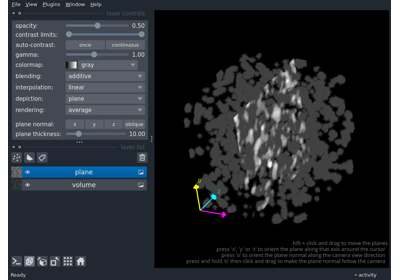 File View Plugins Window Help
layer controls
opacity: 0.50
contrast limits:
auto-contrast: once continuous
gamma: 1.00
colormap: gray
blending: additive
interpolation: linear
depiction: plane
rendering: average
plane normal: x y z oblique
plane thickness: 10.00
layer list
plane
volume
shift + click and drag to move the planes
press 'x', 'y' or 'z' to orient the plane along that axis around the cursor
press 'o' to orient the plane normal along the camera view direction
press and hold 'o' then click and drag to make the plane normal follow the camera
Ready
activity